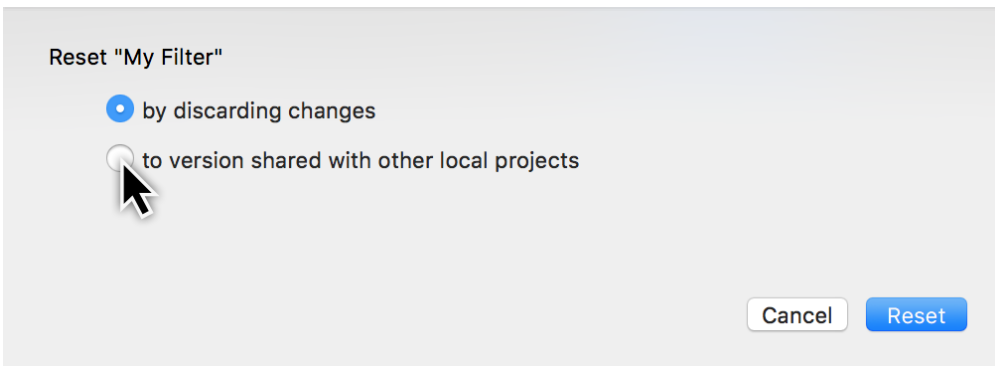 Reset "My Filter"
by discarding changes
to version shared with other local projects
Cancel Reset